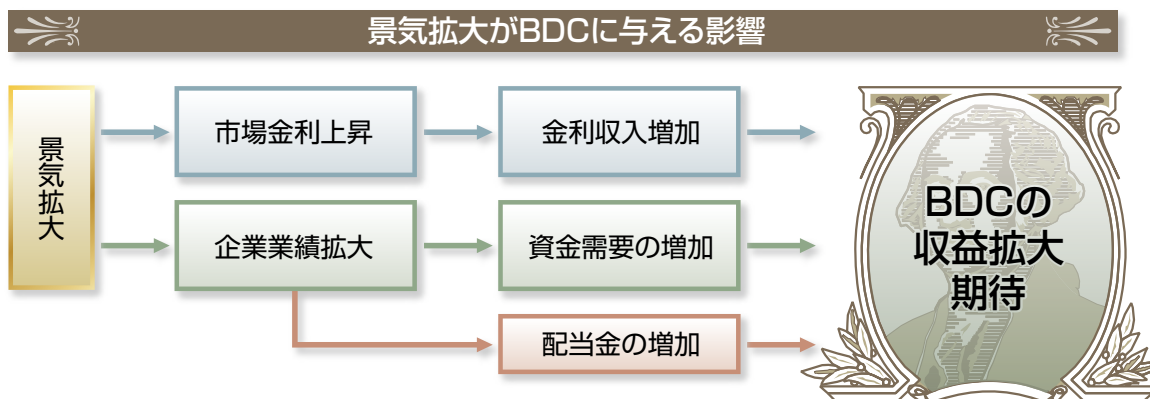 景気拡大がBDCに与える影響
景気拡大
市場金利上昇
金利収入増加
企業業績拡大
資金需要の増加
配当金の増加
BDCの
収益拡大
期待